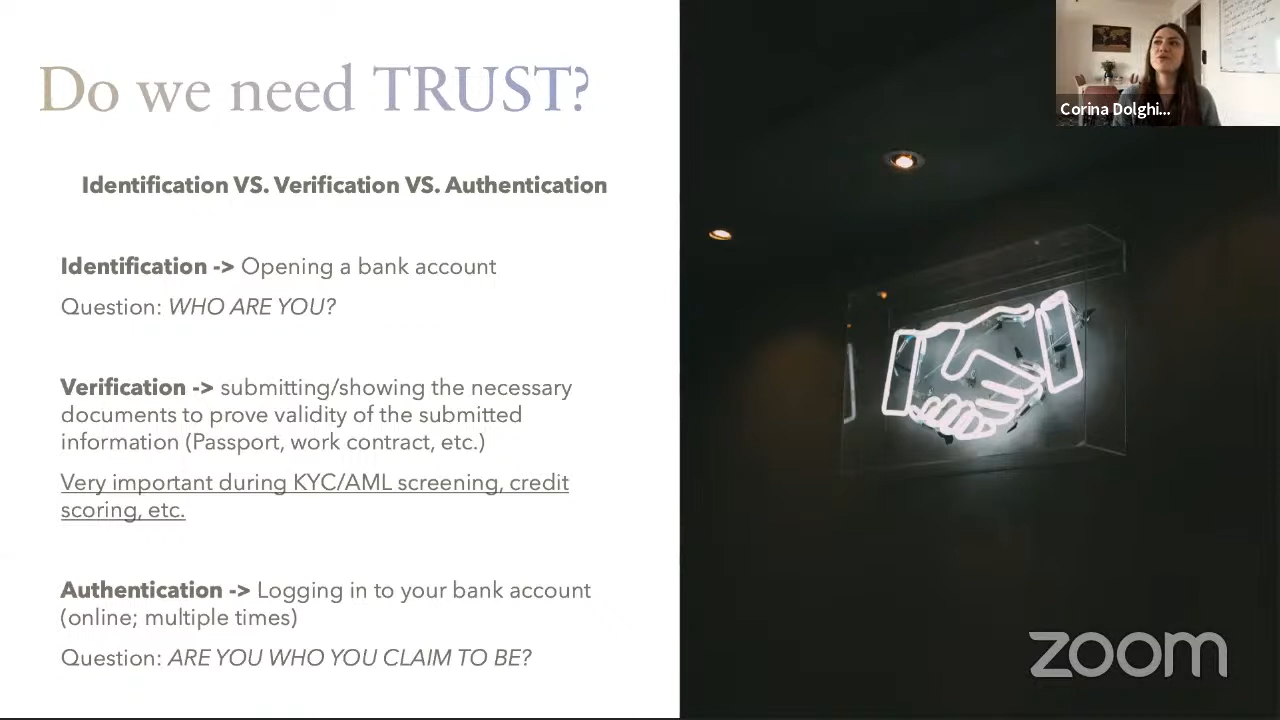 Do we need TRUST?
Identification VS. Verification VS. Authentication
Identification -> Opening a bank account
Question: WHO ARE YOU?
Verification -> submitting/showing the necessary
documents to prove validity of the submitted
information (Passport, work contract, etc.)
Very important during KYC/AML screening, credit
scoring, etc.
Authentication -> Logging in to your bank account
(online; multiple times)
Question: ARE YOU WHO YOU CLAIM TO BE?
Corina Dolghi...
zoom